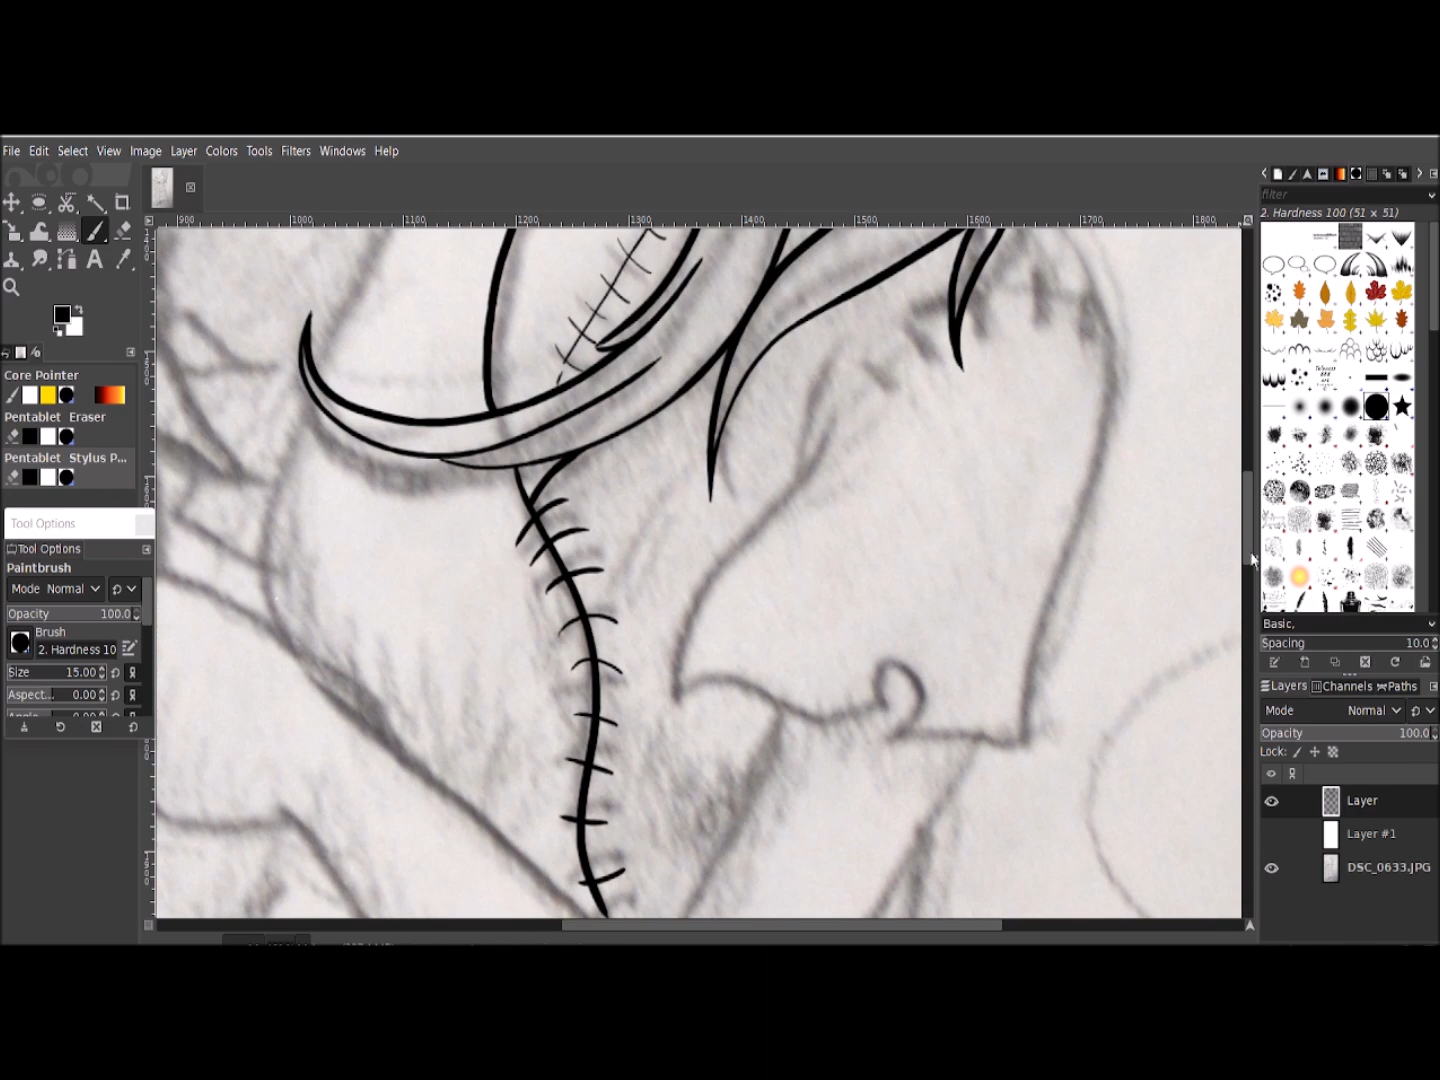 File Edit Select View Image Layer Colors Tools Filters Windows Help
filter
2. Hardness 100 (51 × 51)
900 1000 1100 1200 1300 1400 1500 1600 1700 1800
Core Pointer
Pentablet Eraser
Pentablet Stylus P...
Tool Options
Tool Options
Paintbrush
Mode Normal
Opacity 100.0
Brush
2. Hardness 10
Size 15.00
Aspect... 0.00
Basic,
Spacing 10.0
Layers Channels Paths
Mode Normal
Opacity 100.0
Lock:
Layer
Layer #1
DSC_0633.JPG